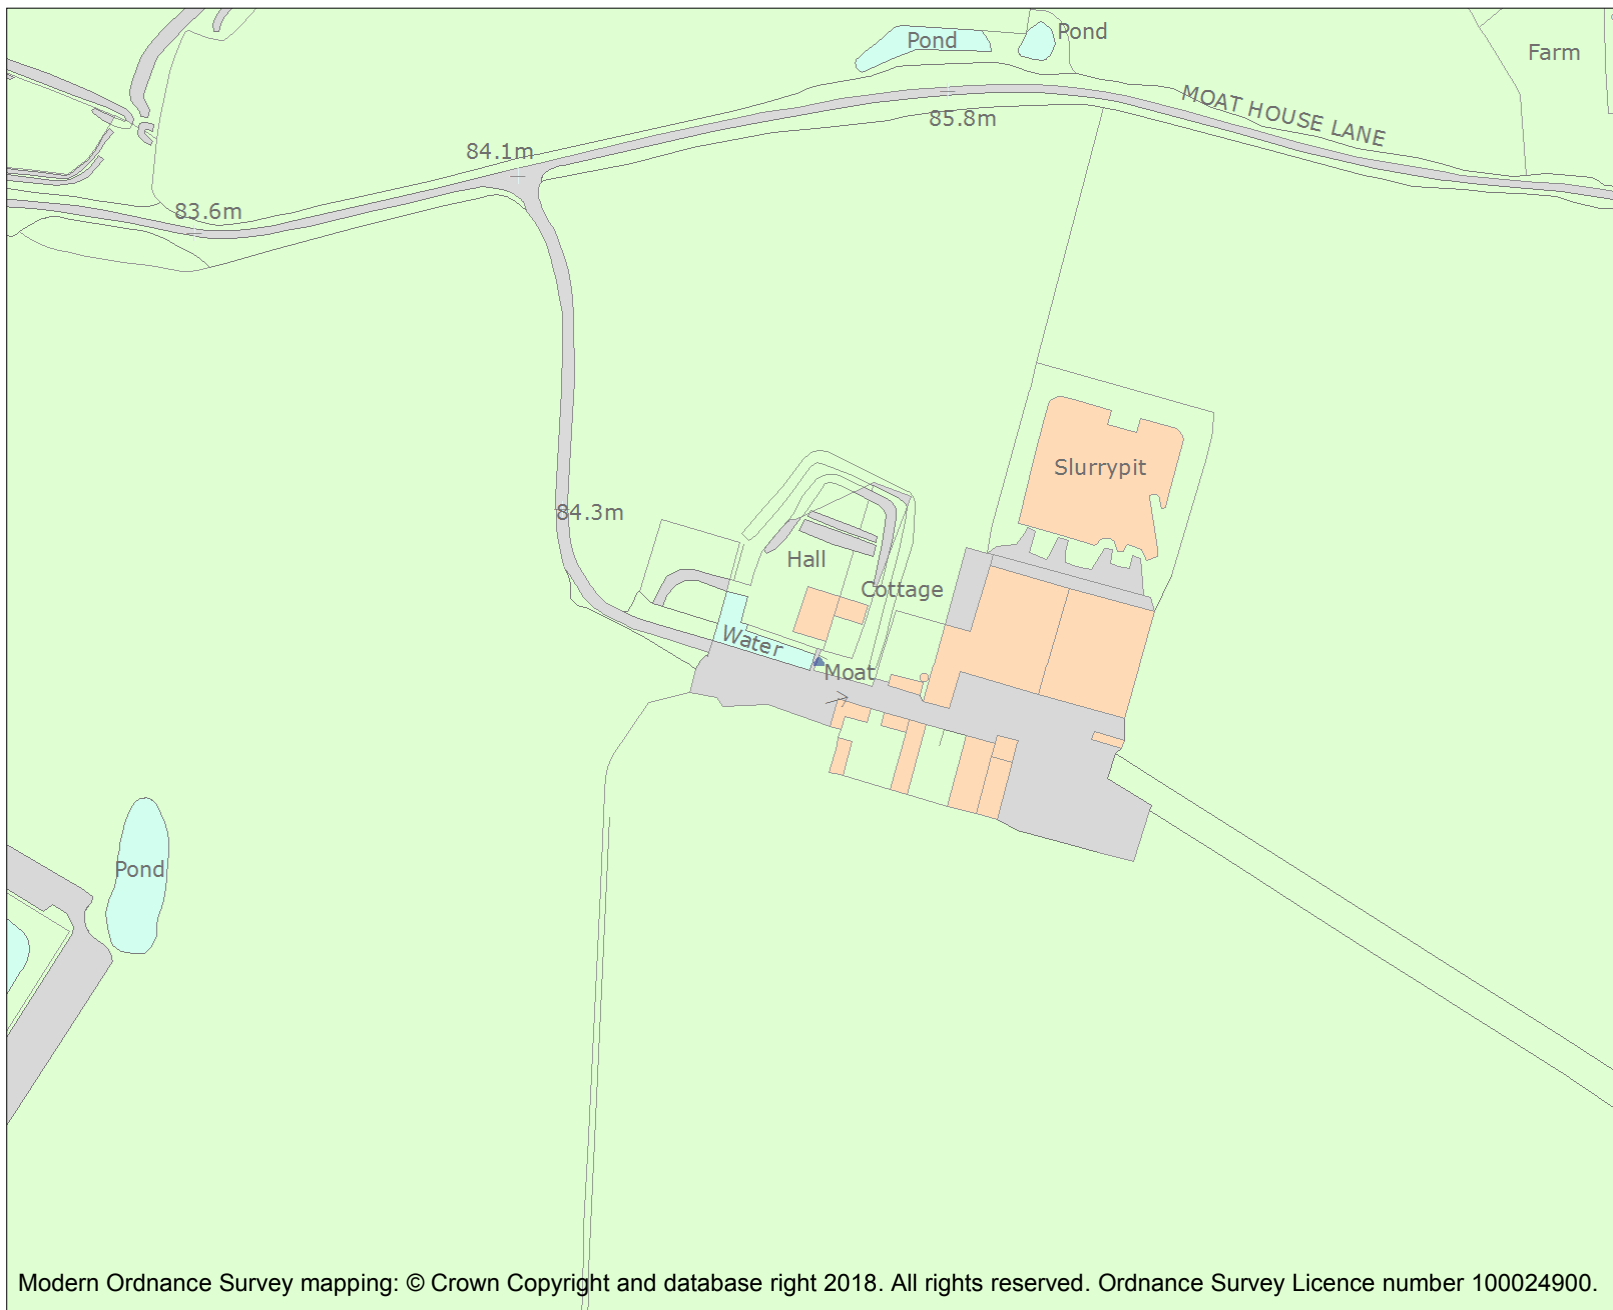 Pond
Pond
Farm
MOAT HOUSE LANE
85.8m
84.1m
83.6m
Slurrypit
84.3m
Hall
Cottage
Water
Moat
Pond
Modern Ordnance Survey mapping: © Crown Copyright and database right 2018. All rights reserved. Ordnance Survey Licence number 100024900.